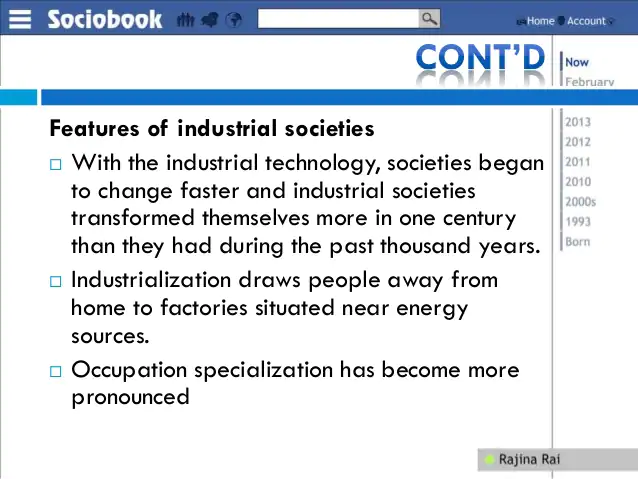 Sociobook
Home Account
CONT'D
Now
February
2013
2012
2011
2010
2000s
1993
Born
Features of industrial societies
With the industrial technology, societies began
to change faster and industrial societies
transformed themselves more in one century
than they had during the past thousand years.
Industrialization draws people away from
home to factories situated near energy
sources.
Occupation specialization has become more
pronounced
Rajina Rai